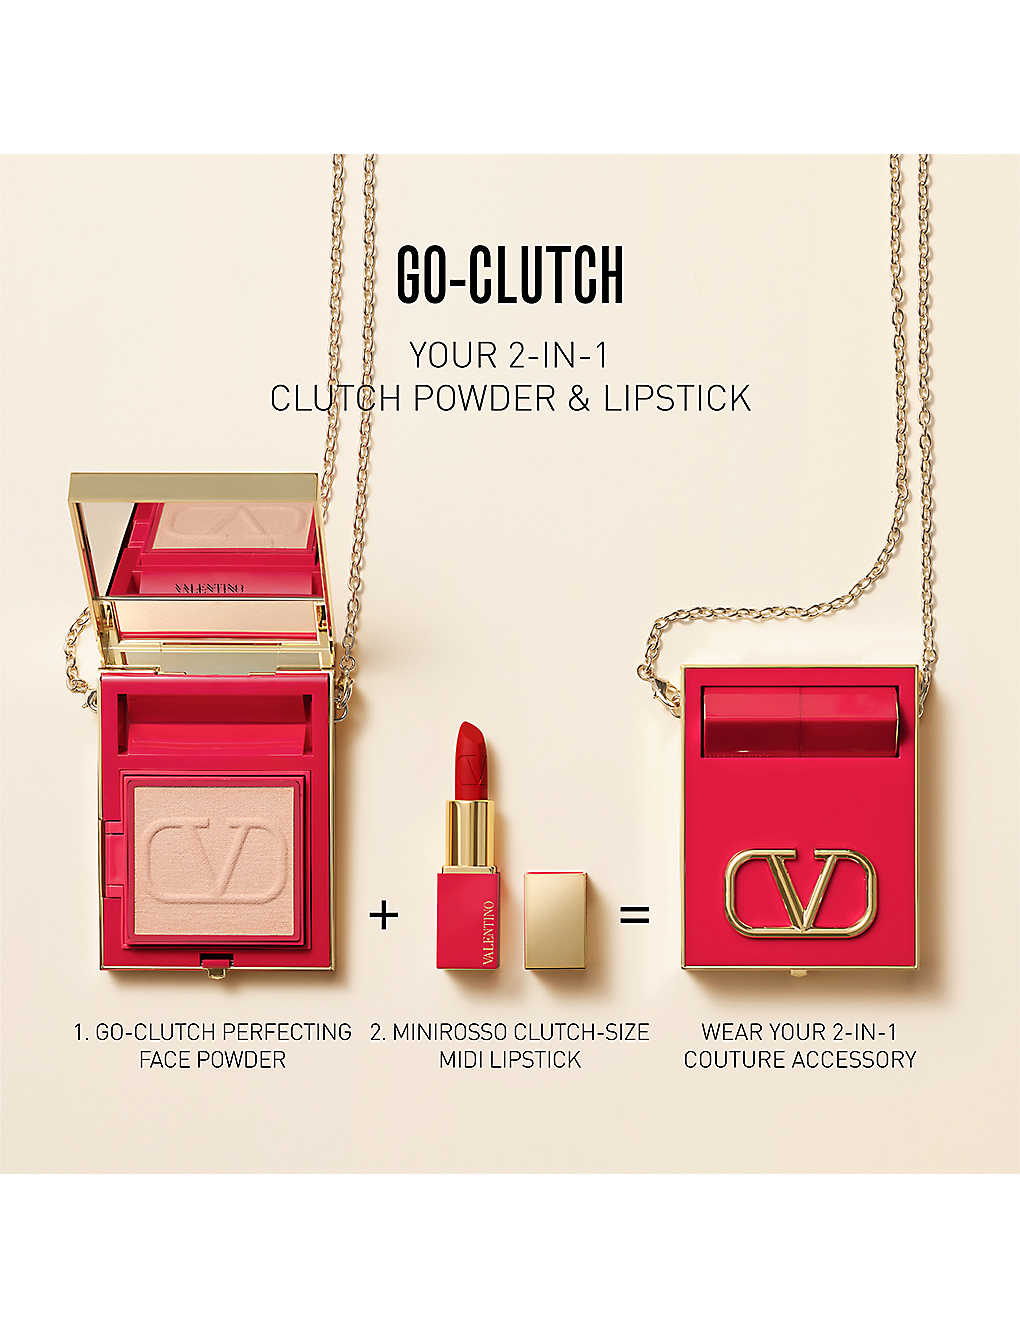 GO-CLUTCH
YOUR 2-IN-1
CLUTCH POWDER & LIPSTICK
VALENTINO
VALENTINO
+
=
1. GO-CLUTCH PERFECTING
FACE POWDER
2. MINIROSSO CLUTCH-SIZE
MIDI LIPSTICK
WEAR YOUR 2-IN-1
COUTURE ACCESSORY